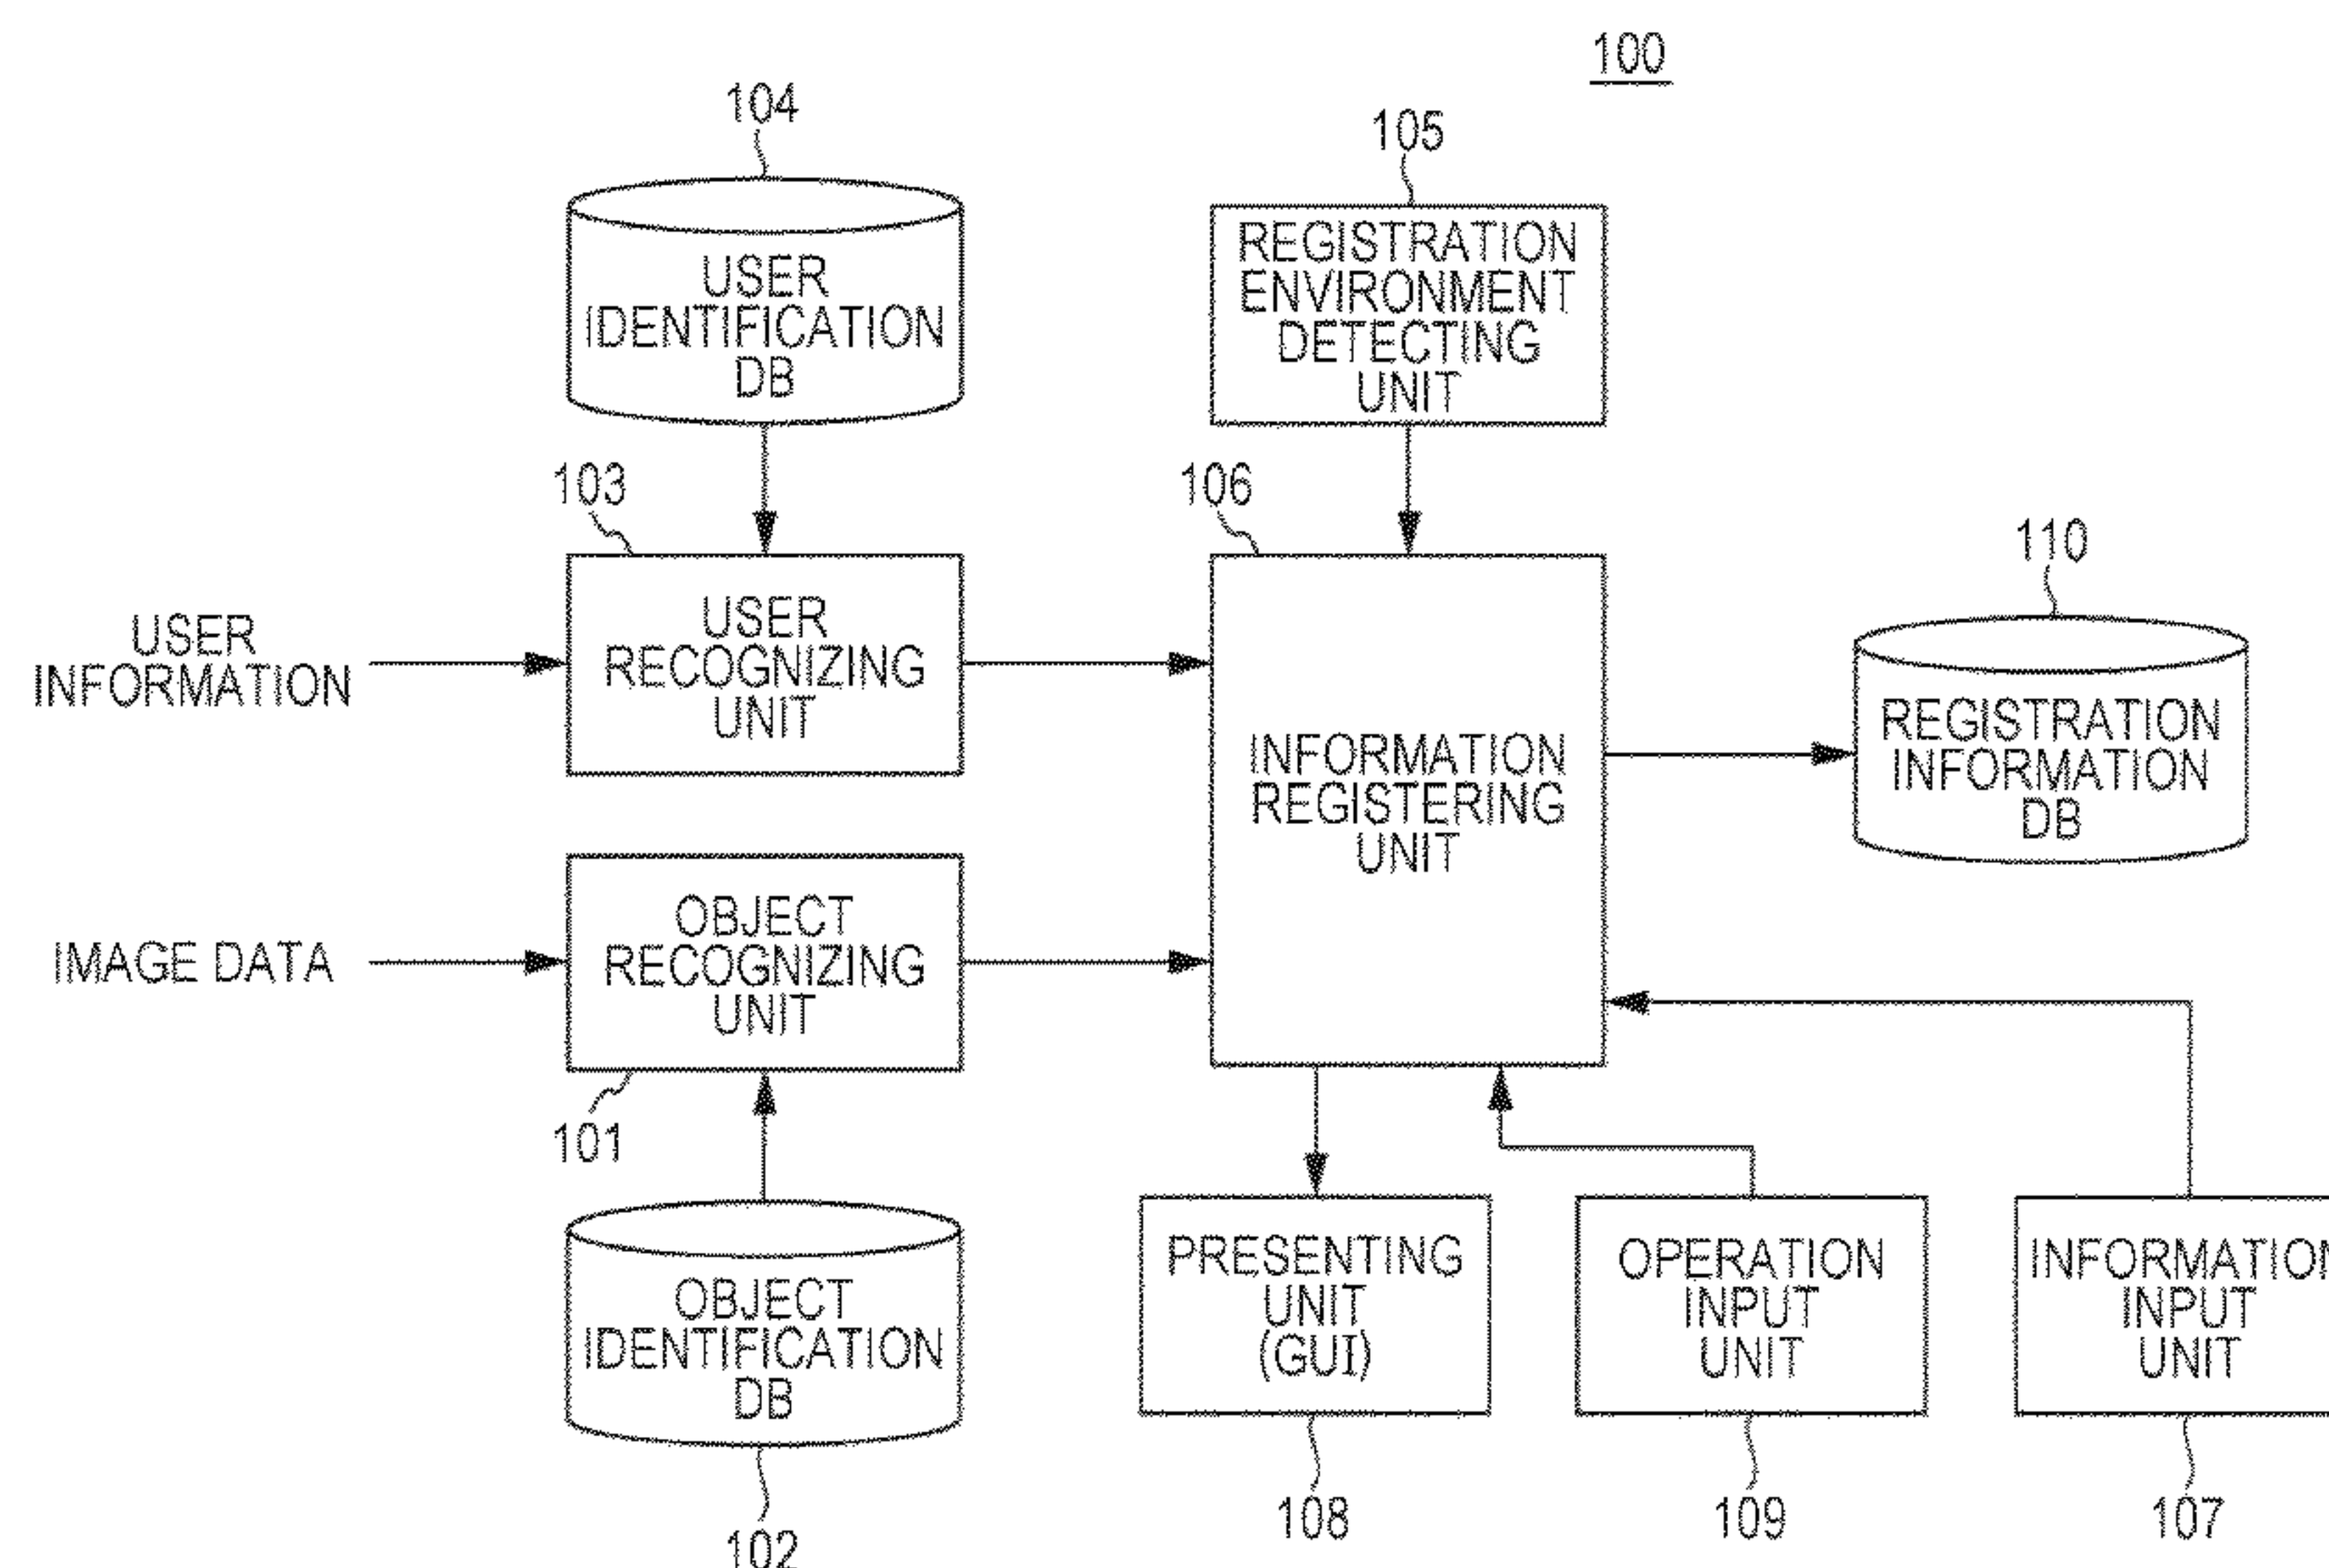 100
104
105
USER
IDENTIFICATION
DB
REGISTRATION
ENVIRONMENT
DETECTING
UNIT
103
106
110
USER
INFORMATION
USER
RECOGNIZING
UNIT
INFORMATION
REGISTERING
UNIT
REGISTRATION
INFORMATION
DB
IMAGE DATA
OBJECT
RECOGNIZING
UNIT
101
OBJECT
IDENTIFICATION
DB
PRESENTING
UNIT
(GUI)
OPERATION
INPUT
UNIT
INFORMATION
INPUT
UNIT
102
108
109
107